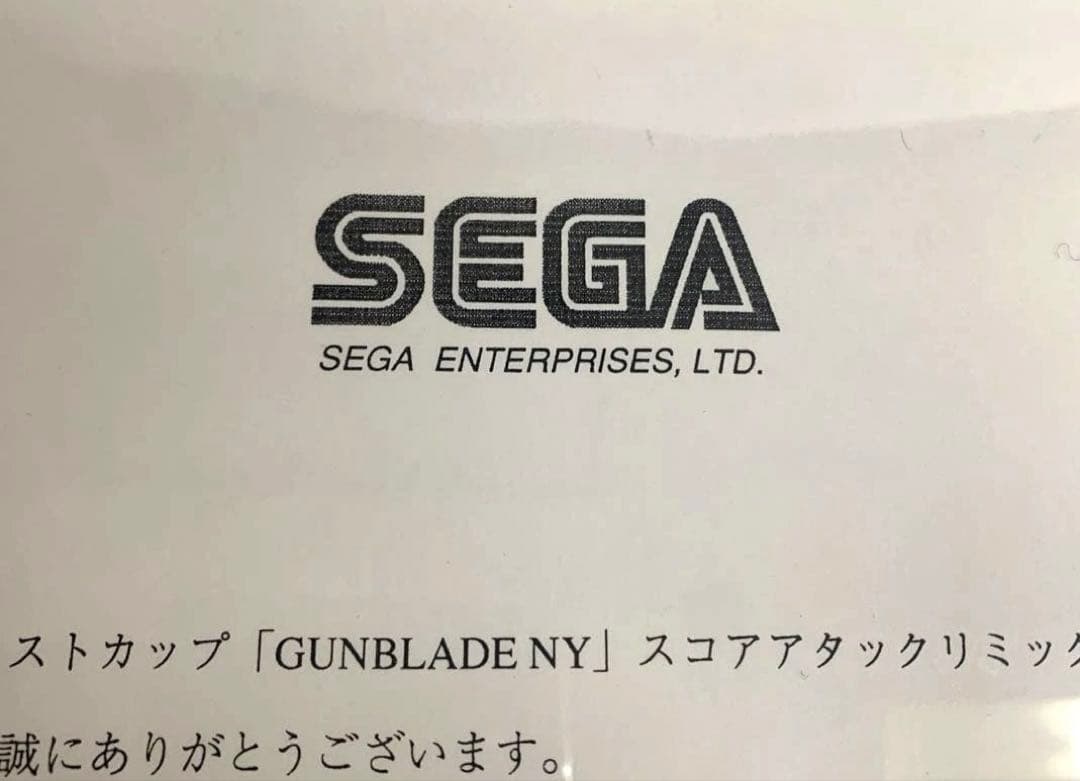 SEGA
SEGA ENTERPRISES, LTD.
ストカップ「GUNBLADE NY」スコアアタックリミック
誠にありがとうございます。